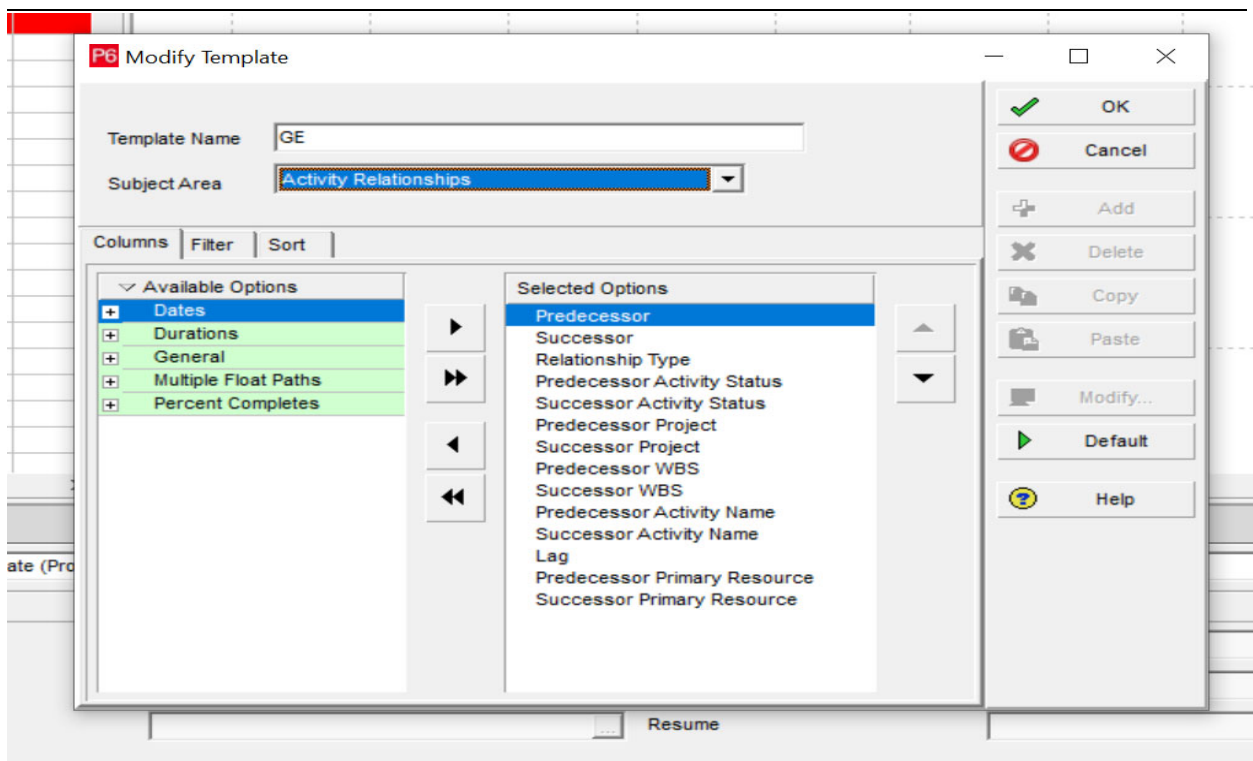 P6 Modify Template
Template Name GE
Subject Area Activity Relationships
Columns Filter Sort
Available Options
Dates
Durations
General
Multiple Float Paths
Percent Completes
Selected Options
Predecessor
Successor
Relationship Type
Predecessor Activity Status
Successor Activity Status
Predecessor Project
Successor Project
Predecessor WBS
Successor WBS
Predecessor Activity Name
Successor Activity Name
Lag
Predecessor Primary Resource
Successor Primary Resource
OK
Cancel
Add
Delete
Copy
Paste
Modify...
Default
Help
ate (Pro
... Resume